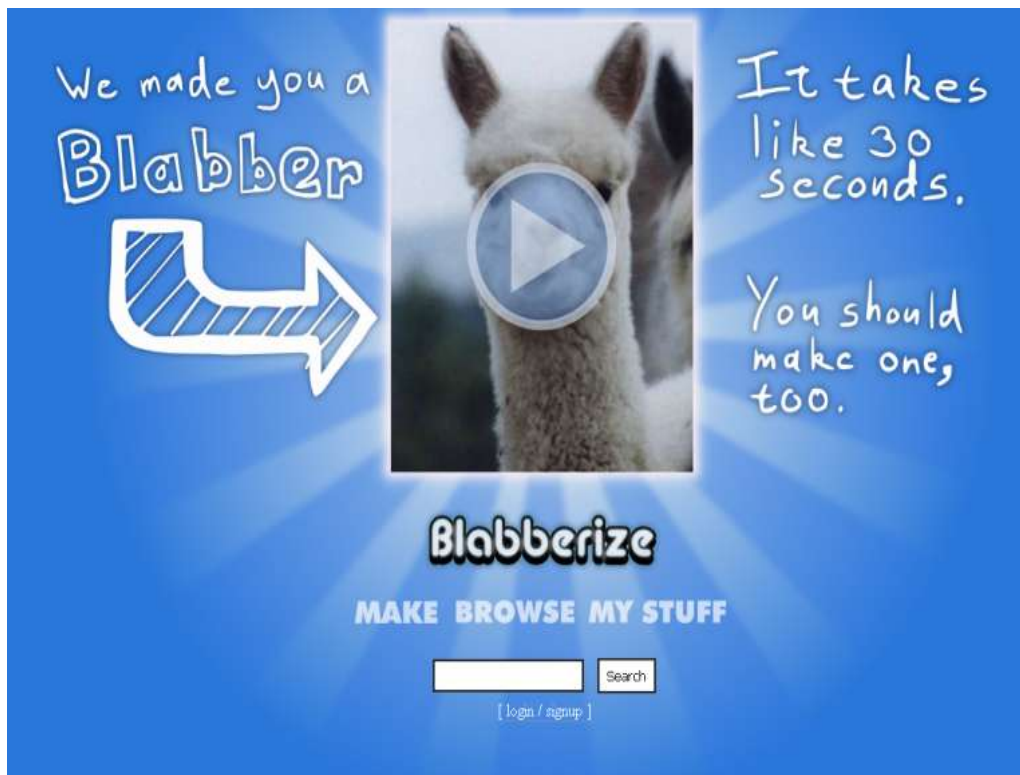 We made you a
Blabber
It takes
like 30
seconds.
You should
make one,
too.
Blabberize
MAKE BROWSE MY STUFF
Search
[ login / signup ]